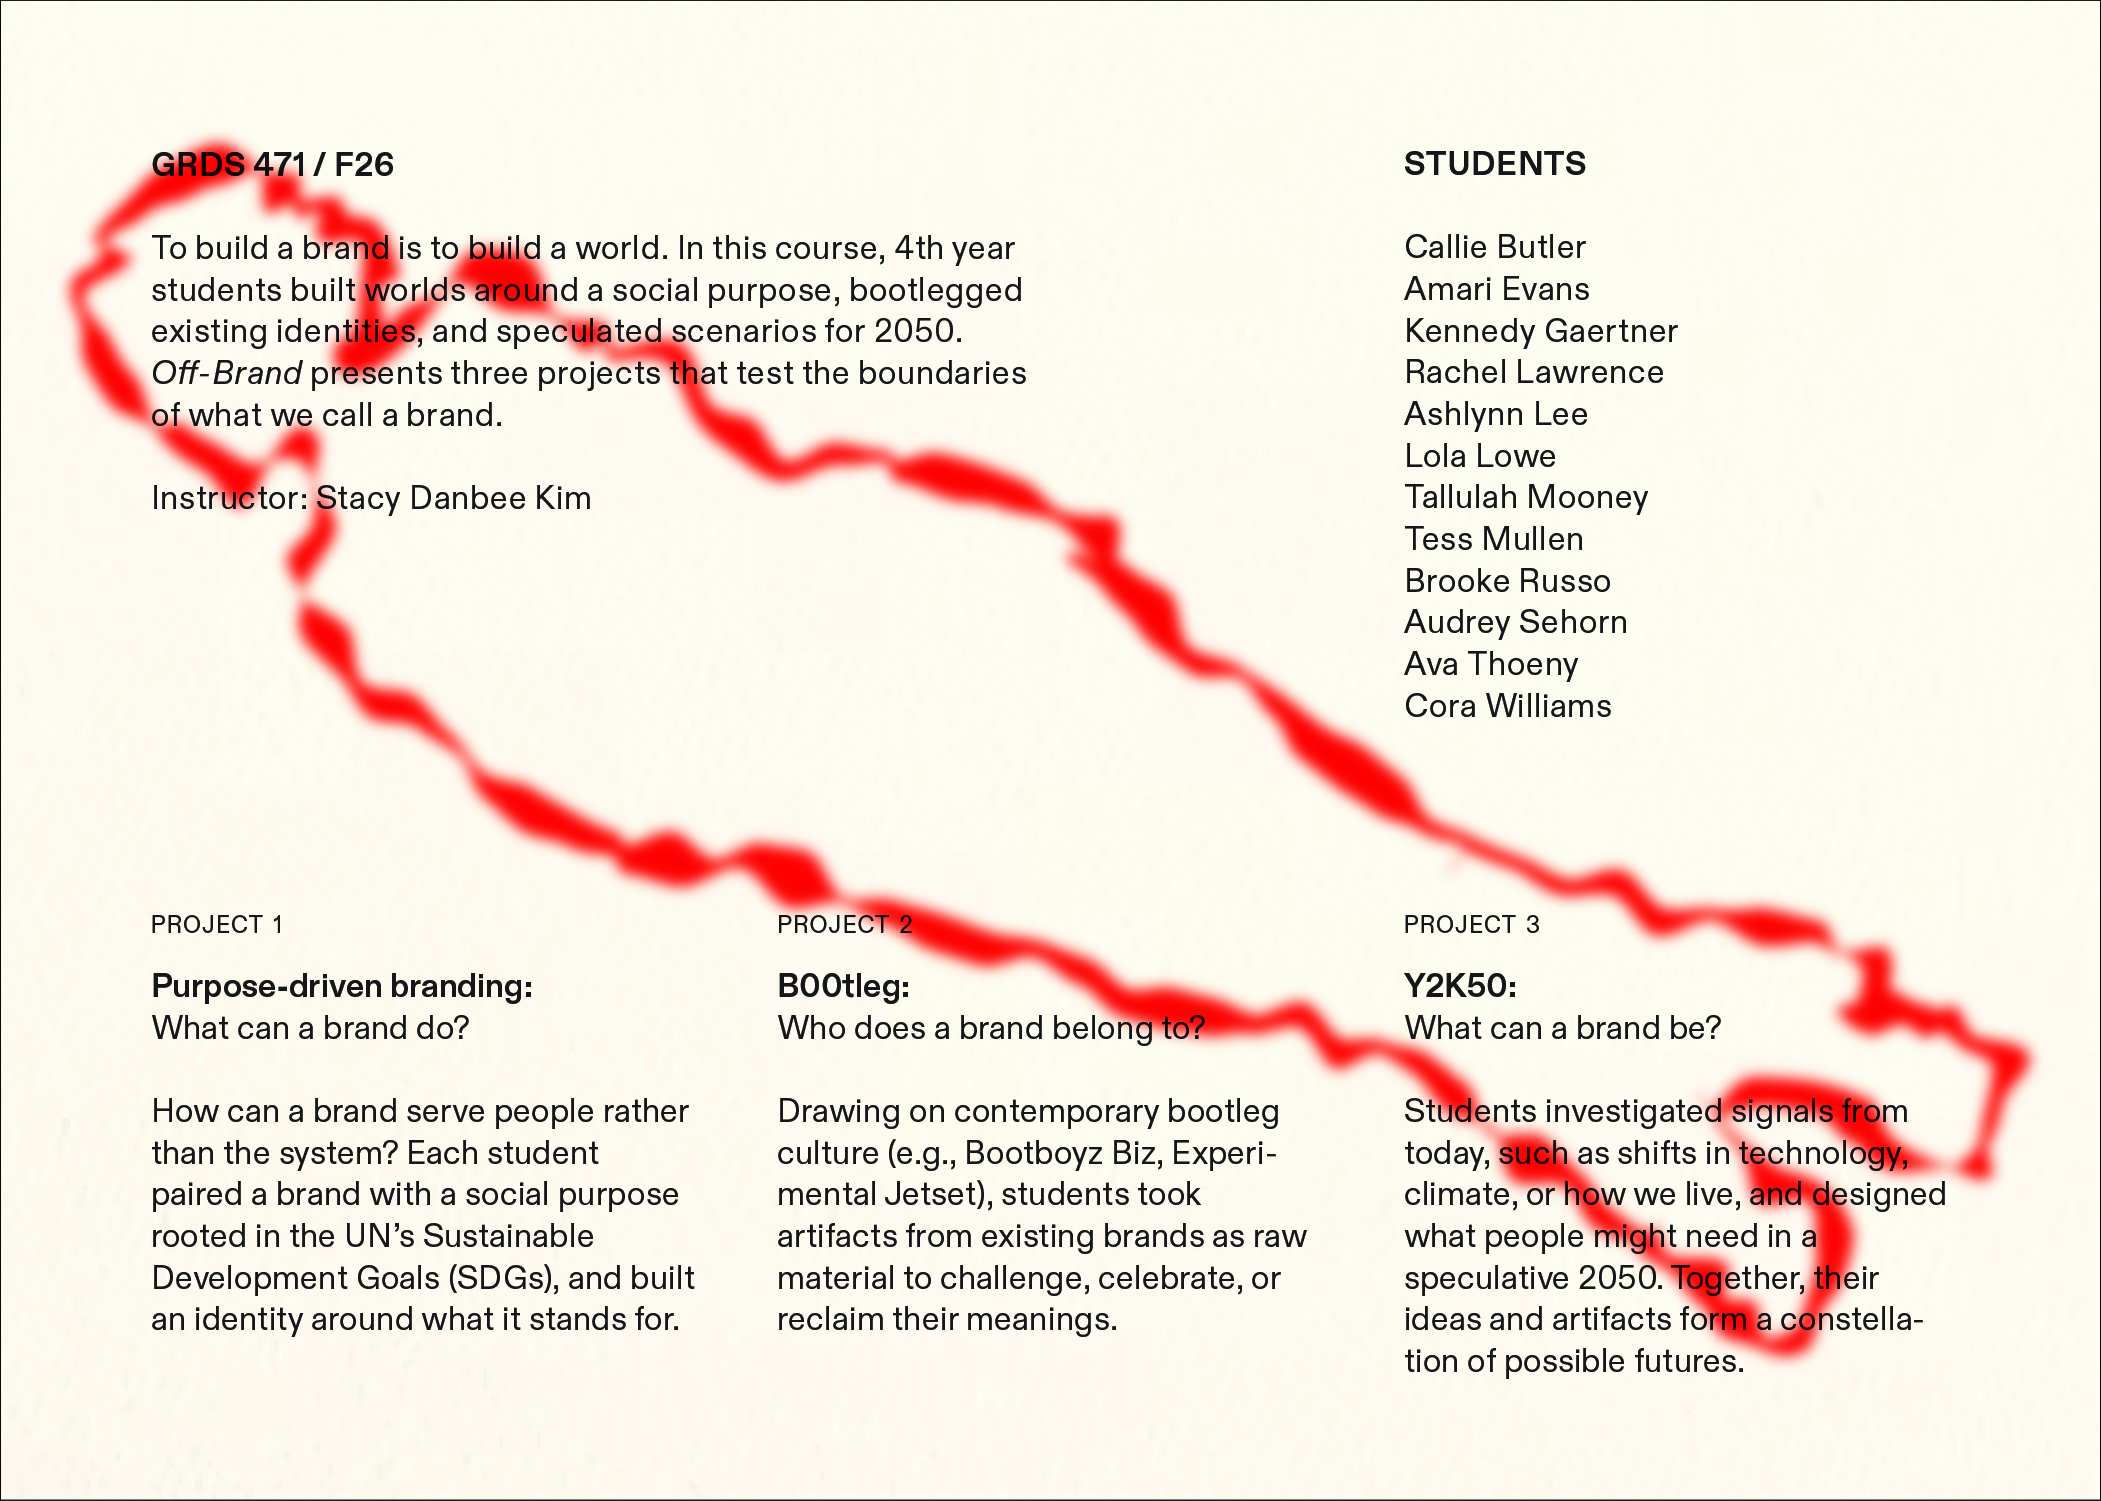 GRDS 471 / F26
To build a brand is to build a world. In this course, 4th year
students built worlds around a social purpose, bootlegged
existing identities, and speculated scenarios for 2050.
Off-Brand presents three projects that test the boundaries
of what we call a brand.
Instructor: Stacy Danbee Kim
STUDENTS
Callie Butler
Amari Evans
Kennedy Gaertner
Rachel Lawrence
Ashlynn Lee
Lola Lowe
Tallulah Mooney
Tess Mullen
Brooke Russo
Audrey Sehorn
Ava Thoeny
Cora Williams
PROJECT 1
Purpose-driven branding:
What can a brand do?
How can a brand serve people rather
than the system? Each student
paired a brand with a social purpose
rooted in the UN’s Sustainable
Development Goals (SDGs), and built
an identity around what it stands for.
PROJECT 2
B00tleg:
Who does a brand belong to?
Drawing on contemporary bootleg
culture (e.g., Bootboyz Biz, Experi-
mental Jetset), students took
artifacts from existing brands as raw
material to challenge, celebrate, or
reclaim their meanings.
PROJECT 3
Y2K50:
What can a brand be?
Students investigated signals from
today, such as shifts in technology,
climate, or how we live, and designed
what people might need in a
speculative 2050. Together, their
ideas and artifacts form a constella-
tion of possible futures.